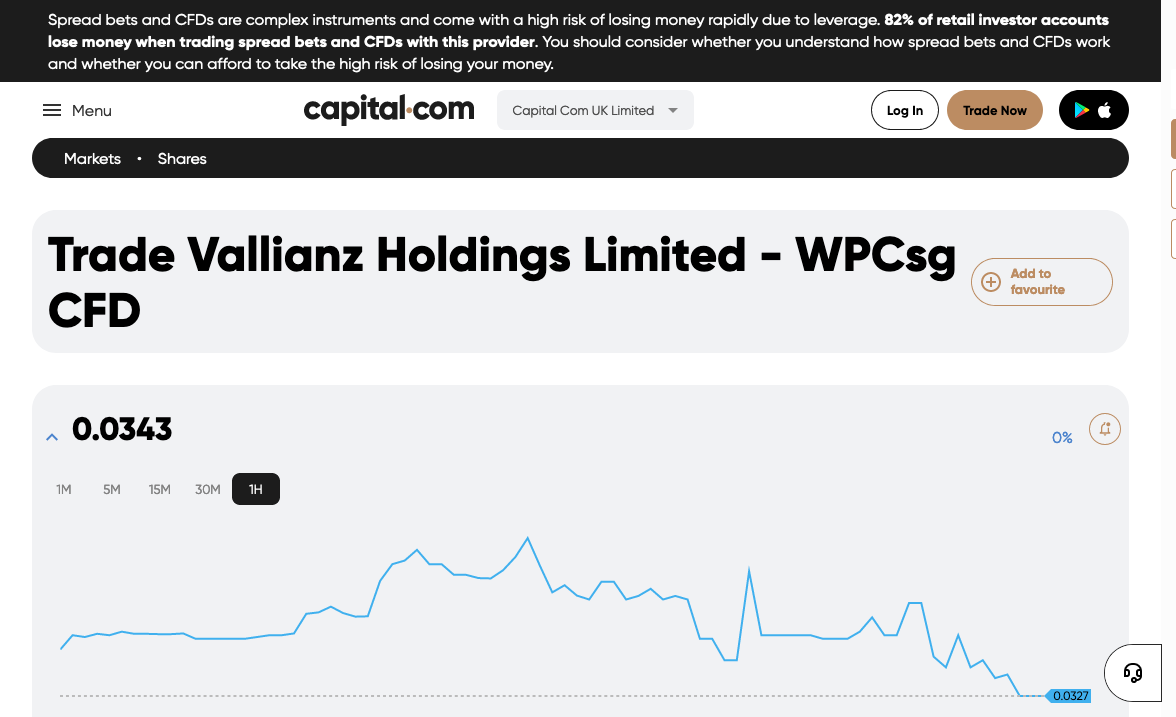 Spread bets and CFDs are complex instruments and come with a high risk of losing money rapidly due to leverage. 82% of retail investor accounts
lose money when trading spread bets and CFDs with this provider. You should consider whether you understand how spread bets and CFDs work
and whether you can afford to take the high risk of losing your money.
Menu
capital.com
Capital Com UK Limited
Log In
Trade Now
Markets • Shares
Trade Vallianz Holdings Limited - WPCsg
CFD
Add to
favourite
0.0343
0%
1M 5M 15M 30M 1H
0.0327